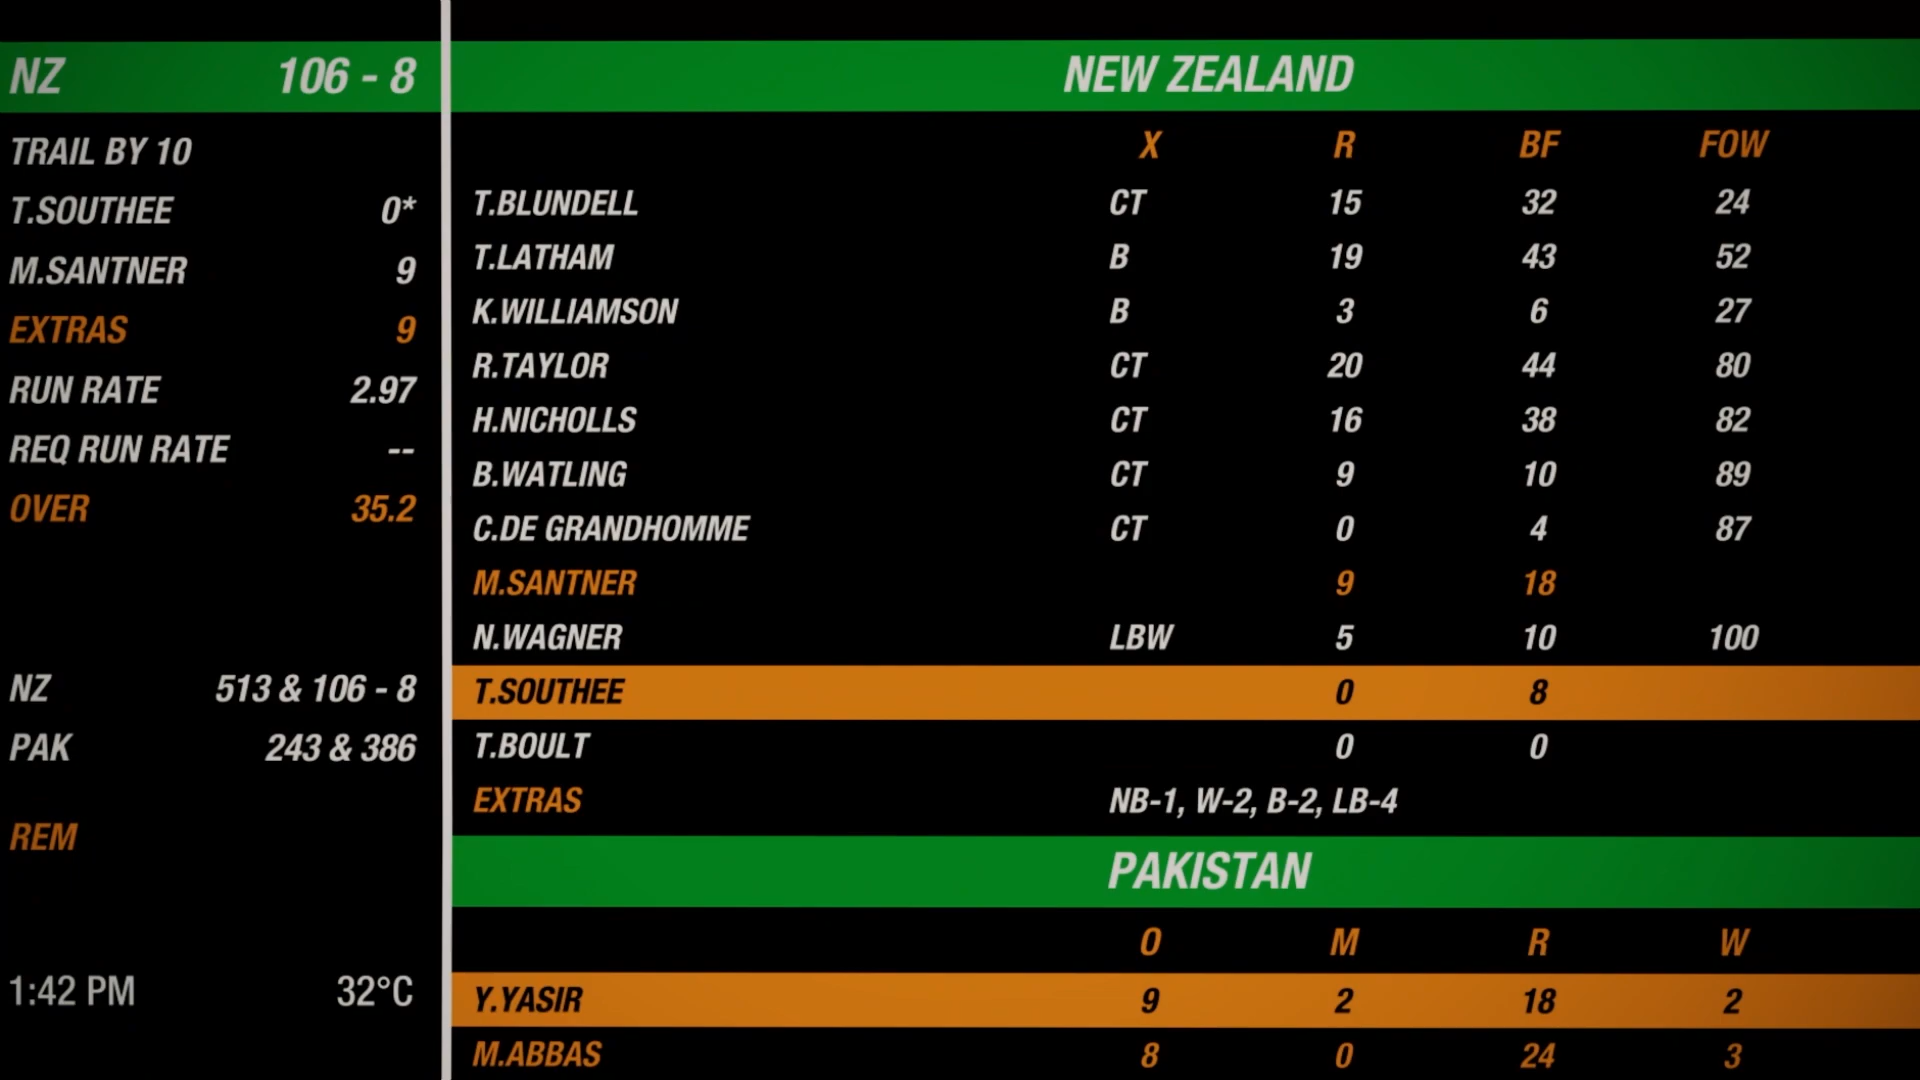 NZ 106 - 8
TRAIL BY 10
T.SOUTHEE 0*
M.SANTNER 9
EXTRAS 9
RUN RATE 2.97
REQ RUN RATE --
OVER 35.2
NZ 513 & 106 - 8
PAK 243 & 386
REM
1:42 PM 32°C
NEW ZEALAND
X R BF FOW
T.BLUNDELL CT 15 32 24
T.LATHAM B 19 43 52
K.WILLIAMSON B 3 6 27
R.TAYLOR CT 20 44 80
H.NICHOLLS CT 16 38 82
B.WATLING CT 9 10 89
C.DE GRANDHOMME CT 0 4 87
M.SANTNER 9 18
N.WAGNER LBW 5 10 100
T.SOUTHEE 0 8
T.BOULT 0 0
EXTRAS NB-1, W-2, B-2, LB-4
PAKISTAN
O M R W
Y.YASIR 9 2 18 2
M.ABBAS 8 0 24 3